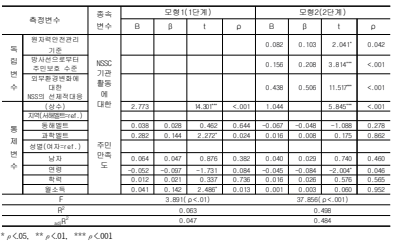 측정변수 종속변수 모형1(1단계) 모형2(2단계)
B β t ρ B β t ρ
독립변수 NSSC 기관 활동에 대한 주민 만족도
원자력안전관리 기준 0.082 0.103 2.041* 0.042
방사선으로부터 주민보호 수준 0.156 0.208 3.814*** <.001
외부환경변화에 대한 NSS의 선제적대응 0.438 0.506 11.517*** <.001
통제변수
(상수) 2.773 14.301*** <.001 1.044 5.845*** <.001
지역(서해벨트=ref.)
동해벨트 0.038 0.028 0.462 0.644 -0.067 -0.048 -1.088 0.278
과학벨트 0.282 0.144 2.272* 0.024 0.016 0.008 0.175 0.862
성별(여자=ref.)
남자 0.064 0.047 0.876 0.382 0.040 0.029 0.740 0.460
연령 -0.052 -0.097 -1.731 0.084 -0.045 -0.084 -2.004* 0.046
학력 0.012 0.021 0.337 0.736 0.016 0.026 0.576 0.565
월소득 0.041 0.142 2.486* 0.013 0.001 0.003 0.060 0.952
F 3.891(ρ<.01) 37.856(ρ<.001)
R² 0.063 0.498
adjR² 0.047 0.484
* ρ<.05, ** ρ<.01, *** ρ<.001